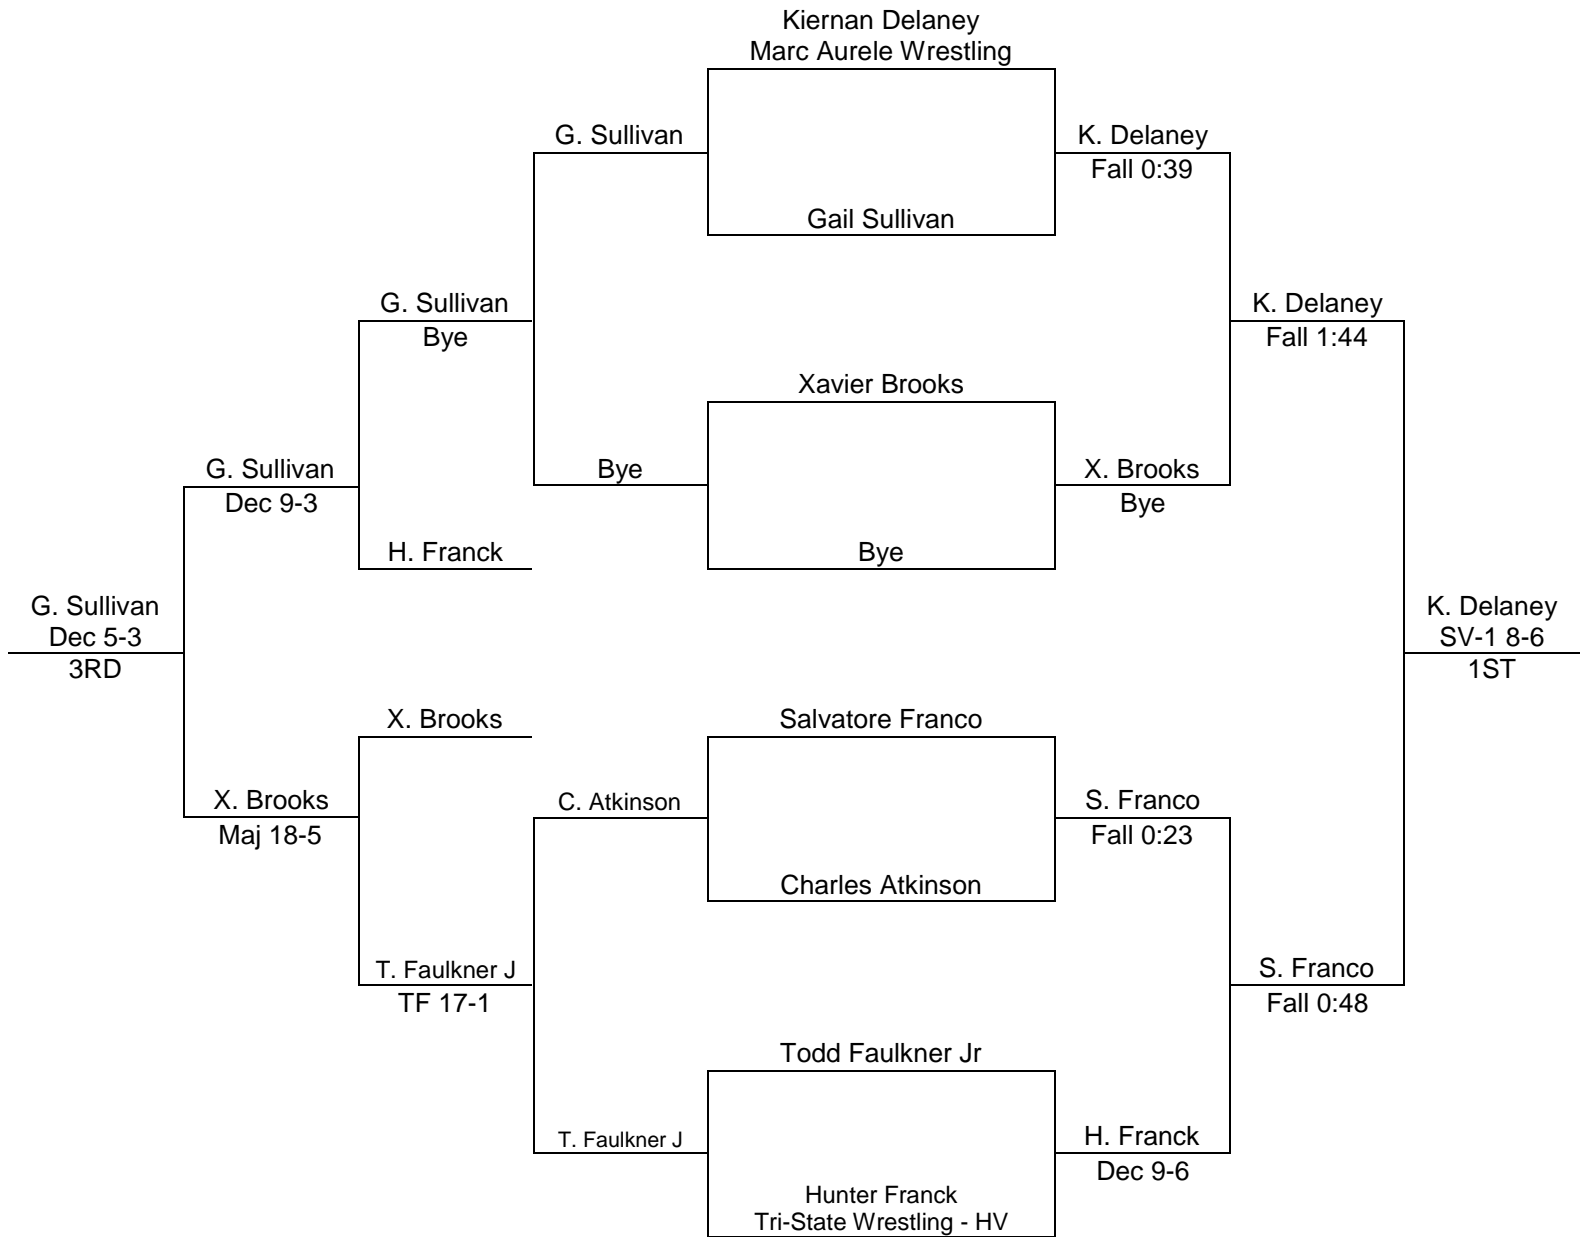 Kiernan Delaney
Marc Aurele Wrestling
G. Sullivan
K. Delaney
Fall 0:39
Gail Sullivan
G. Sullivan
Bye
K. Delaney
Fall 1:44
Xavier Brooks
G. Sullivan
Dec 9-3
Bye
X. Brooks
Bye
H. Franck
Bye
G. Sullivan
Dec 5-3
3RD
K. Delaney
SV-1 8-6
1ST
X. Brooks
Salvatore Franco
X. Brooks
Maj 18-5
C. Atkinson
S. Franco
Fall 0:23
Charles Atkinson
T. Faulkner J
TF 17-1
S. Franco
Fall 0:48
Todd Faulkner Jr
T. Faulkner J
H. Franck
Dec 9-6
Hunter Franck
Tri-State Wrestling - HV